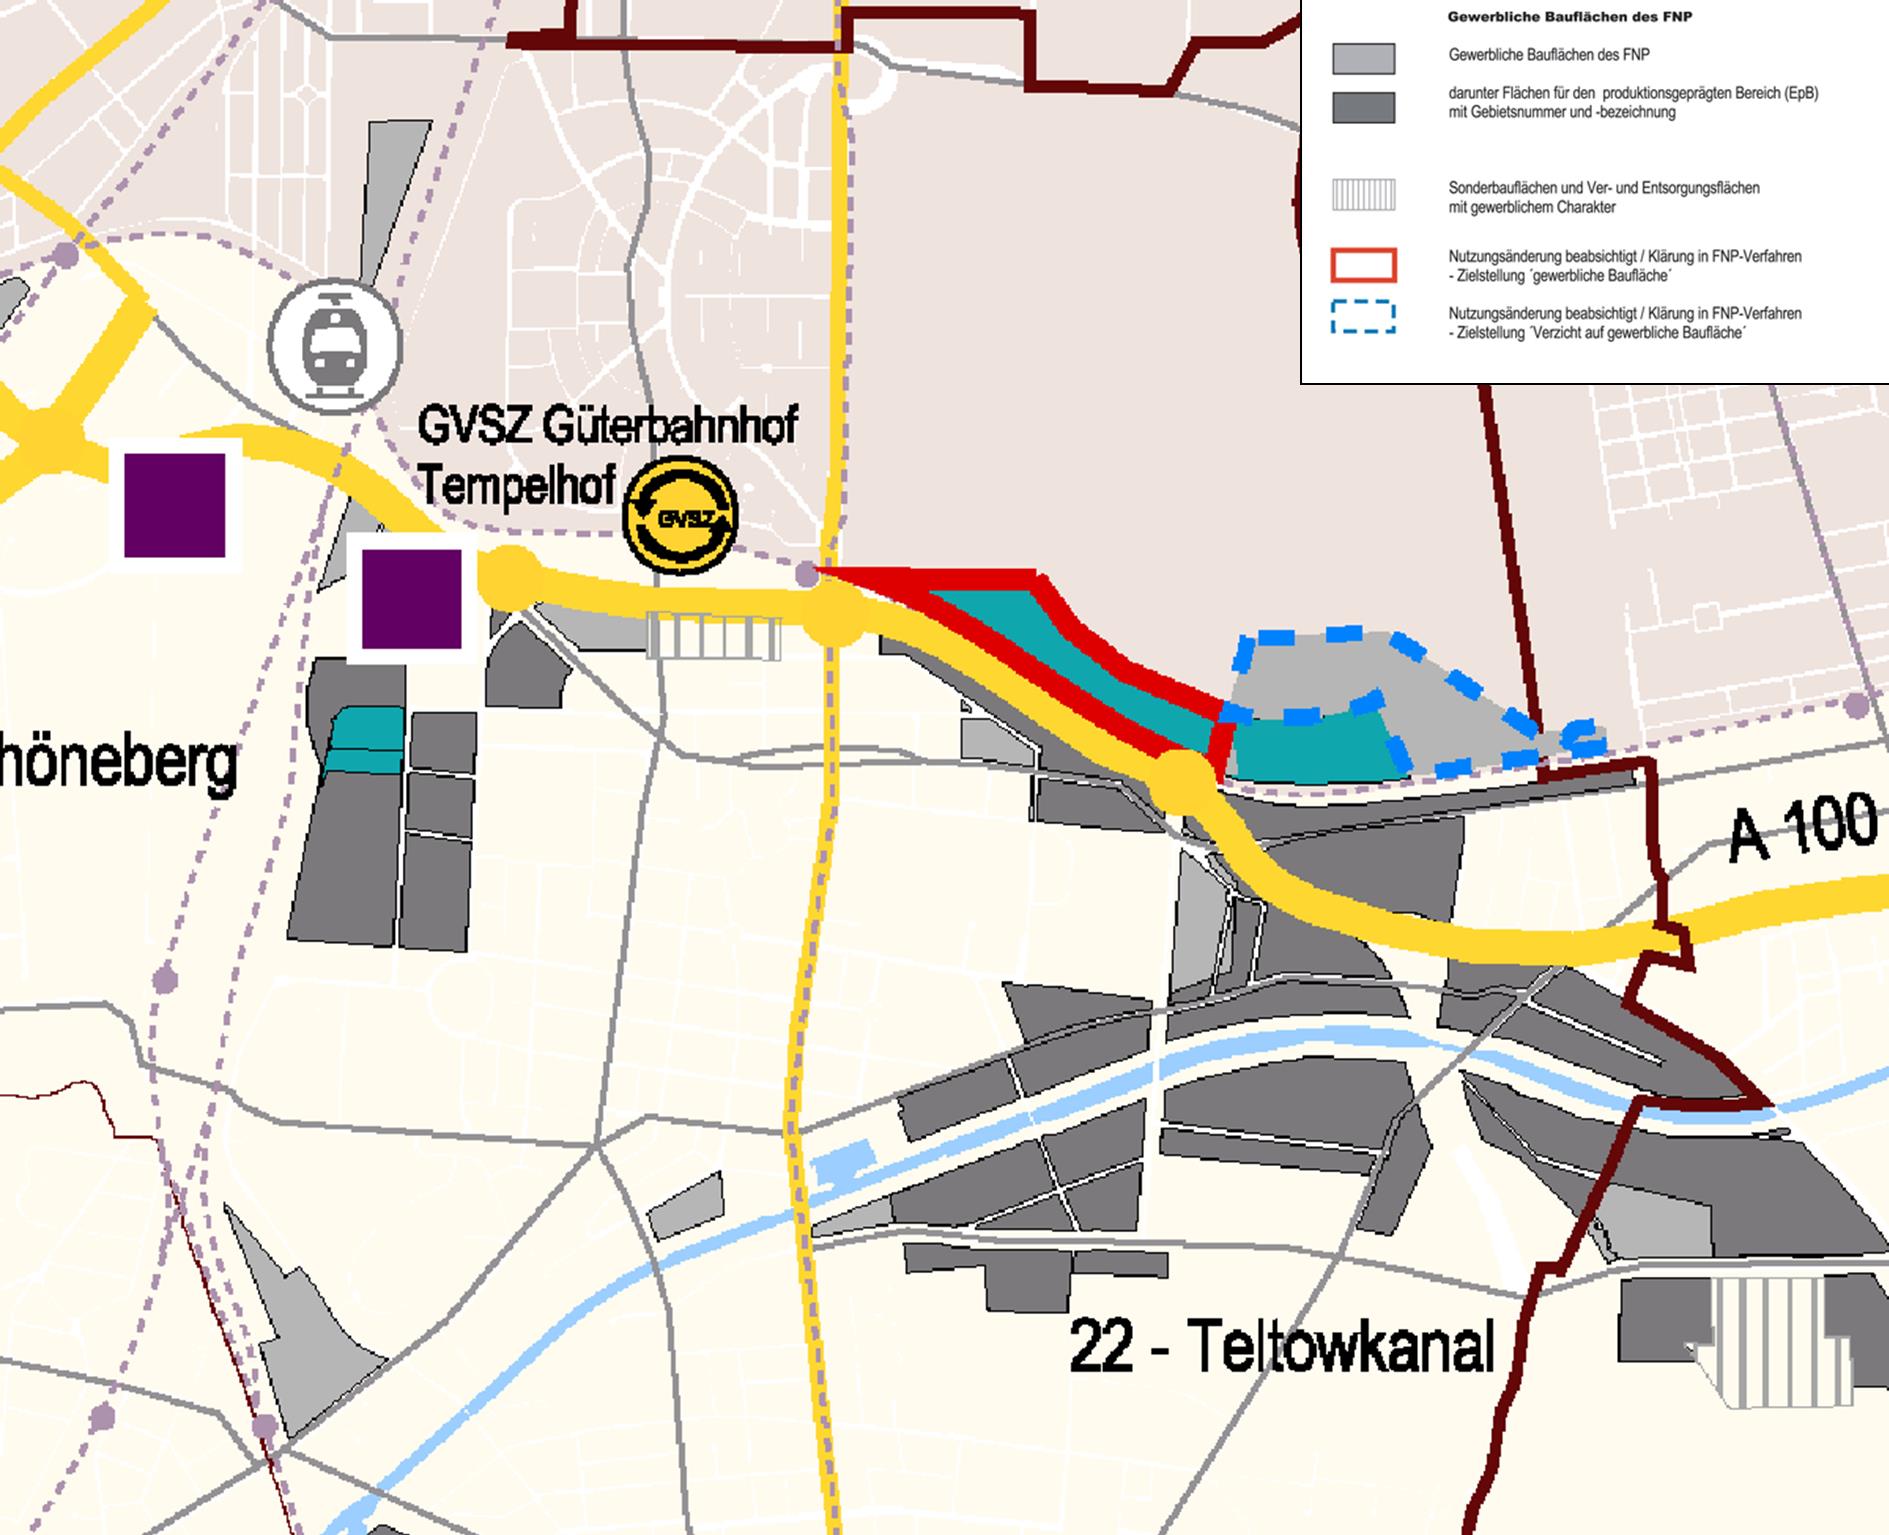 Gewerbliche Bauflächen des FNP
Gewerbliche Bauflächen des FNP
darunter Flächen für den produktionsgeprägten Bereich (EpB)
mit Gebietsnummer und -bezeichnung
Sonderbauflächen und Ver- und Entsorgungsflächen
mit gewerblichem Charakter
Nutzungsänderung beabsichtigt / Klärung in FNP-Verfahren
- Zielstellung ´gewerbliche Baufläche´
Nutzungsänderung beabsichtigt / Klärung in FNP-Verfahren
- Zielstellung ´Verzicht auf gewerbliche Baufläche´
GVSZ Güterbahnhof
Tempelhof
GVSZ
höneberg
A 100
22 - Teltowkanal